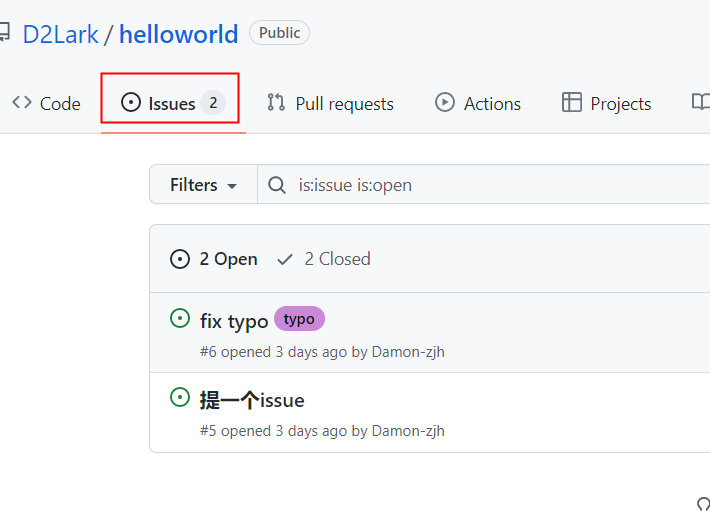 D2Lark / helloworld Public
Code Issues 2 Pull requests Actions Projects
Filters is:issue is:open
2 Open 2 Closed
fix typo typo
#6 opened 3 days ago by Damon-zjh
提一个issue
#5 opened 3 days ago by Damon-zjh